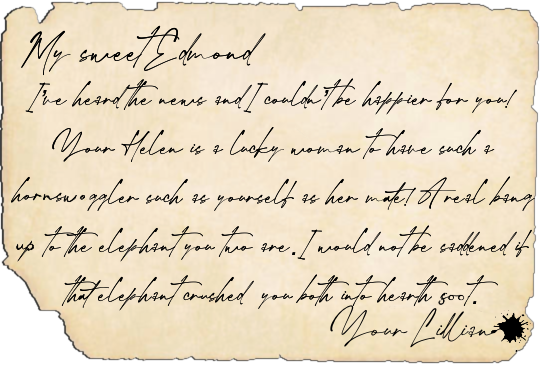 My sweet Edmond
I've heard the news and I couldn't be happier for you!
Your Helen is a lucky woman to have such a
hornswoggler such as yourself as her mate! A real bang
up to the elephant you two are. I would not be saddened if
that elephant crushed you both into hearth soot.
Your Lillian